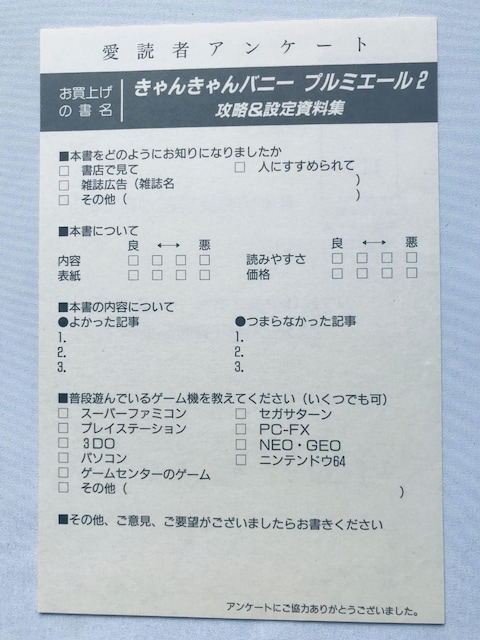 愛読者アンケート
お買上げの書名
きゃんきゃんバニー プルミエール2
攻略&設定資料集
■本書をどのようにお知りになりましたか
□ 書店で見て □ 人にすすめられて
□ 雑誌広告（雑誌名 ）
□ その他（ ）
■本書について
良 ←→ 悪 良 ←→ 悪
内容 □ □ □ □ 読みやすさ □ □ □ □
表紙 □ □ □ □ 価格 □ □ □ □
■本書の内容について
●よかった記事 ●つまらなかった記事
1. 1.
2. 2.
3. 3.
■普段遊んでいるゲーム機を教えてください（いくつでも可）
□ スーパーファミコン □ セガサターン
□ プレイステーション □ PC-FX
□ 3DO □ NEO・GEO
□ パソコン □ ニンテンドウ64
□ ゲームセンターのゲーム
□ その他（ ）
■その他、ご意見、ご要望がございましたらお書きください
アンケートにご協力ありがとうございました。